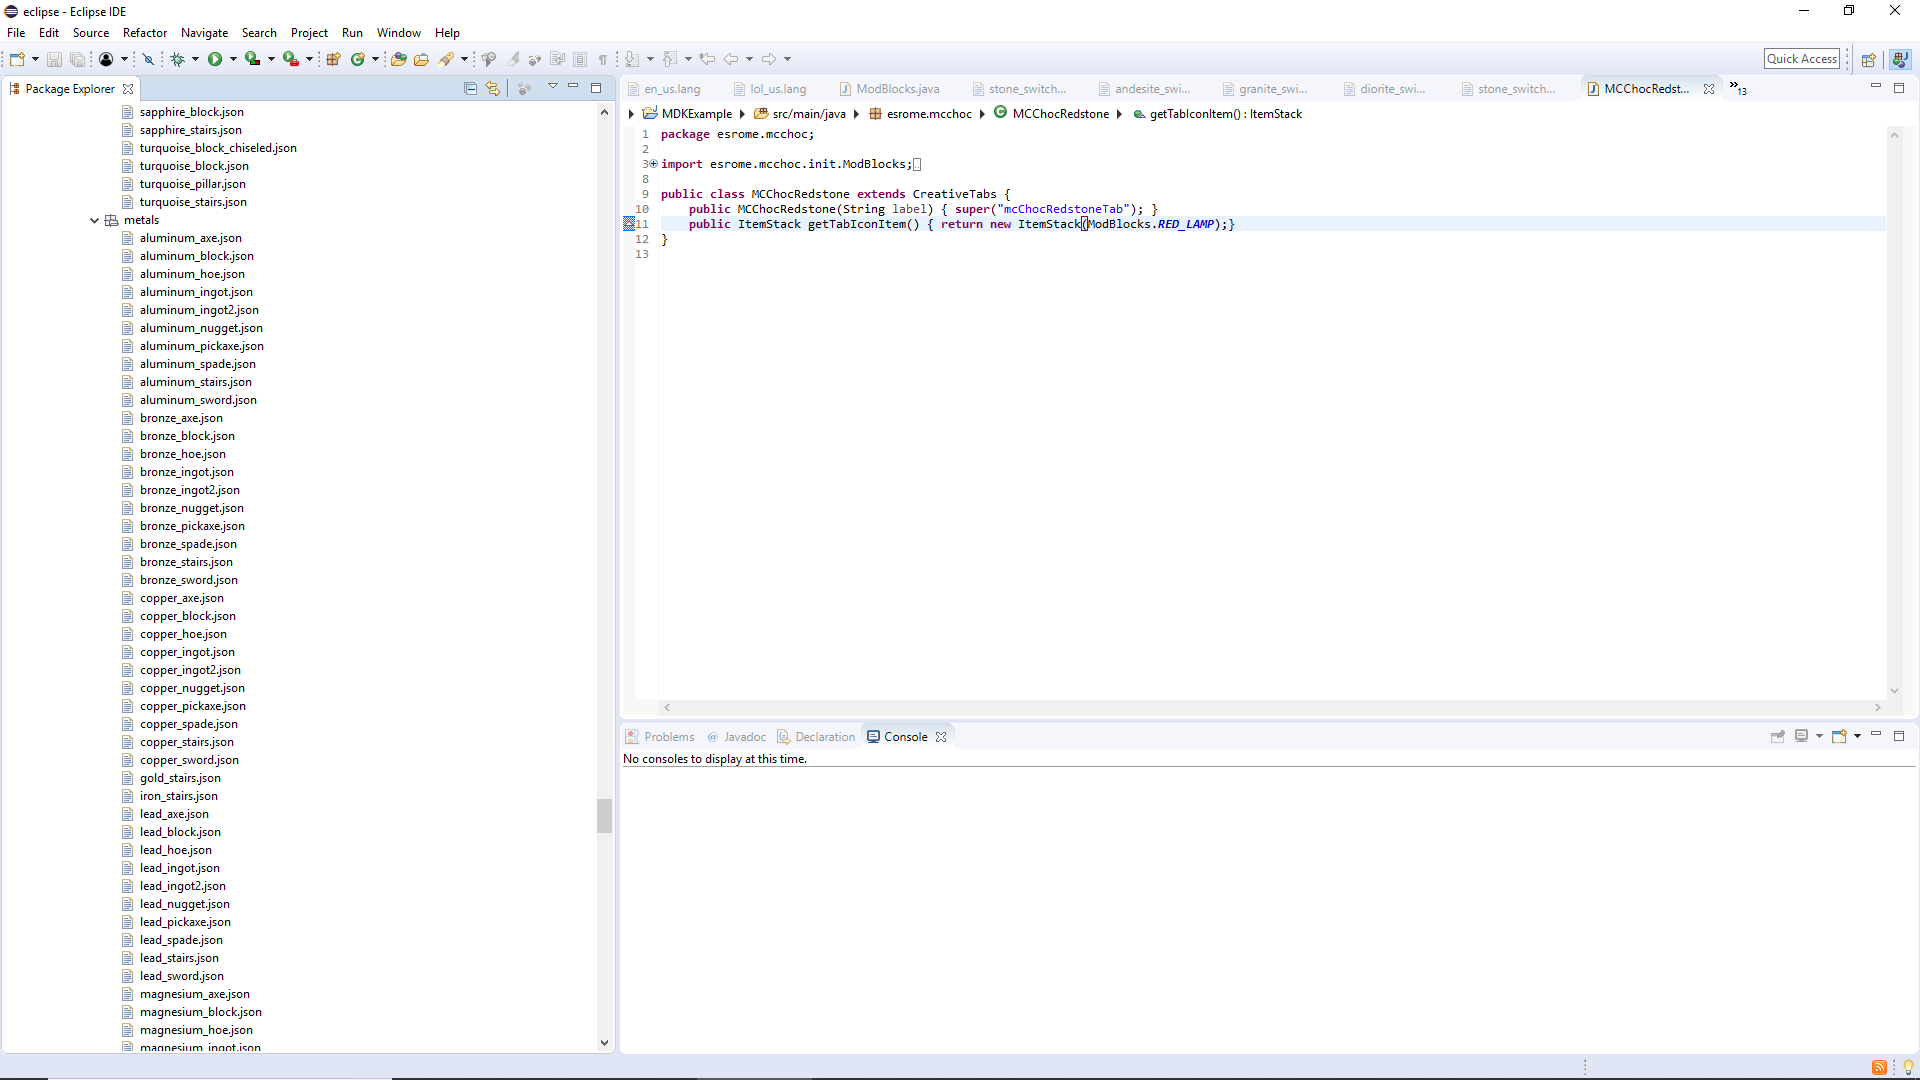 eclipse - Eclipse IDE
File Edit Source Refactor Navigate Search Project Run Window Help
Quick Access
Package Explorer
sapphire_block.json
sapphire_stairs.json
turquoise_block_chiseled.json
turquoise_block.json
turquoise_pillar.json
turquoise_stairs.json
metals
aluminum_axe.json
aluminum_block.json
aluminum_hoe.json
aluminum_ingot.json
aluminum_ingot2.json
aluminum_nugget.json
aluminum_pickaxe.json
aluminum_spade.json
aluminum_stairs.json
aluminum_sword.json
bronze_axe.json
bronze_block.json
bronze_hoe.json
bronze_ingot.json
bronze_ingot2.json
bronze_nugget.json
bronze_pickaxe.json
bronze_spade.json
bronze_stairs.json
bronze_sword.json
copper_axe.json
copper_block.json
copper_hoe.json
copper_ingot.json
copper_ingot2.json
copper_nugget.json
copper_pickaxe.json
copper_spade.json
copper_stairs.json
copper_sword.json
gold_stairs.json
iron_stairs.json
lead_axe.json
lead_block.json
lead_hoe.json
lead_ingot.json
lead_ingot2.json
lead_nugget.json
lead_pickaxe.json
lead_spade.json
lead_stairs.json
lead_sword.json
magnesium_axe.json
magnesium_block.json
magnesium_hoe.json
magnesium_ingot.json
en_us.lang lol_us.lang ModBlocks.java stone_switch... andesite_swi... granite_swi... diorite_swi... stone_switch... MCChocRedst... »13
MDKExample src/main/java esrome.mcchoc MCChocRedstone getTabIconItem() : ItemStack
1 package esrome.mcchoc;
2
3 import esrome.mcchoc.init.ModBlocks;
8
9 public class MCChocRedstone extends CreativeTabs {
10 public MCChocRedstone(String label) { super("mcChocRedstoneTab"); }
11 public ItemStack getTabIconItem() { return new ItemStack(ModBlocks.RED_LAMP);}
12 }
13
Problems Javadoc Declaration Console
No consoles to display at this time.